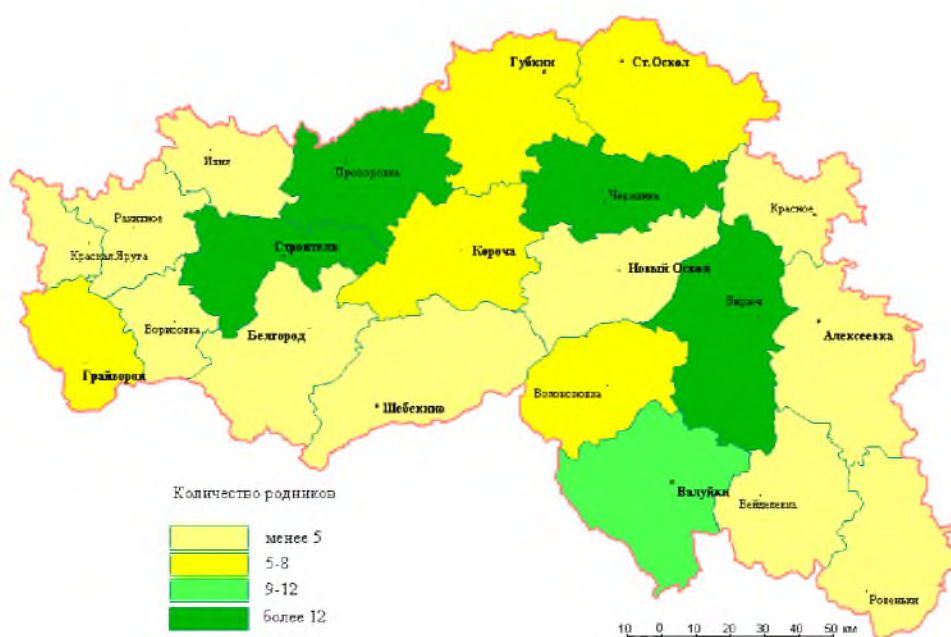 Губкин
Ст.Оскол
Ивня
Прохоровка
Чернянка
Красное
Ракитное
Красная Яруга
Строитель
Короча
Новый Оскол
Бирюч
Борисовка
Белгород
Алексеевка
Грайворон
Шебекино
Волоконовка
Валуйки
Вейделевка
Ровеньки
Количество родников
менее 5
5-8
9-12
более 12
10 0 10 20 30 40 50 км